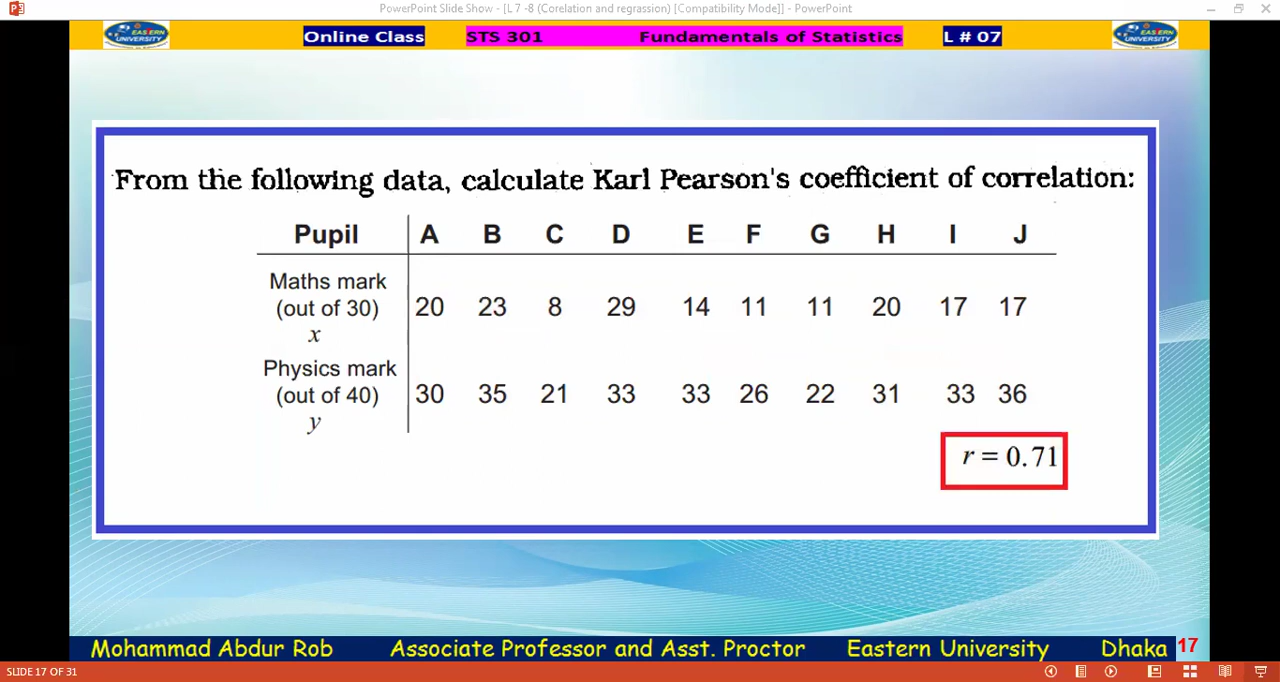 PowerPoint Slide Show - [L 7 -8 (Corelation and regrassion) [Compatibility Mode]] - PowerPoint
EASTERN UNIVERSITY Online Class STS 301 Fundamentals of Statistics L # 07 EASTERN UNIVERSITY
From the following data, calculate Karl Pearson's coefficient of correlation:
Pupil A B C D E F G H I J
Maths mark
(out of 30) 20 23 8 29 14 11 11 20 17 17
x
Physics mark
(out of 40) 30 35 21 33 33 26 22 31 33 36
y
r = 0.71
Mohammad Abdur Rob Associate Professor and Asst. Proctor Eastern University Dhaka 17
SLIDE 17 OF 31